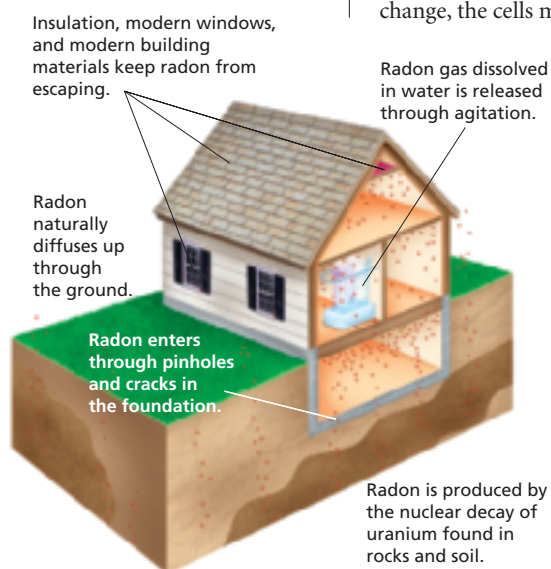 change, the cells m
Insulation, modern windows,
and modern building
materials keep radon from
escaping.
Radon gas dissolved
in water is released
through agitation.
Radon
naturally
diffuses up
through
the ground.
Radon enters
through pinholes
and cracks in
the foundation.
Radon is produced by
the nuclear decay of
uranium found in
rocks and soil.